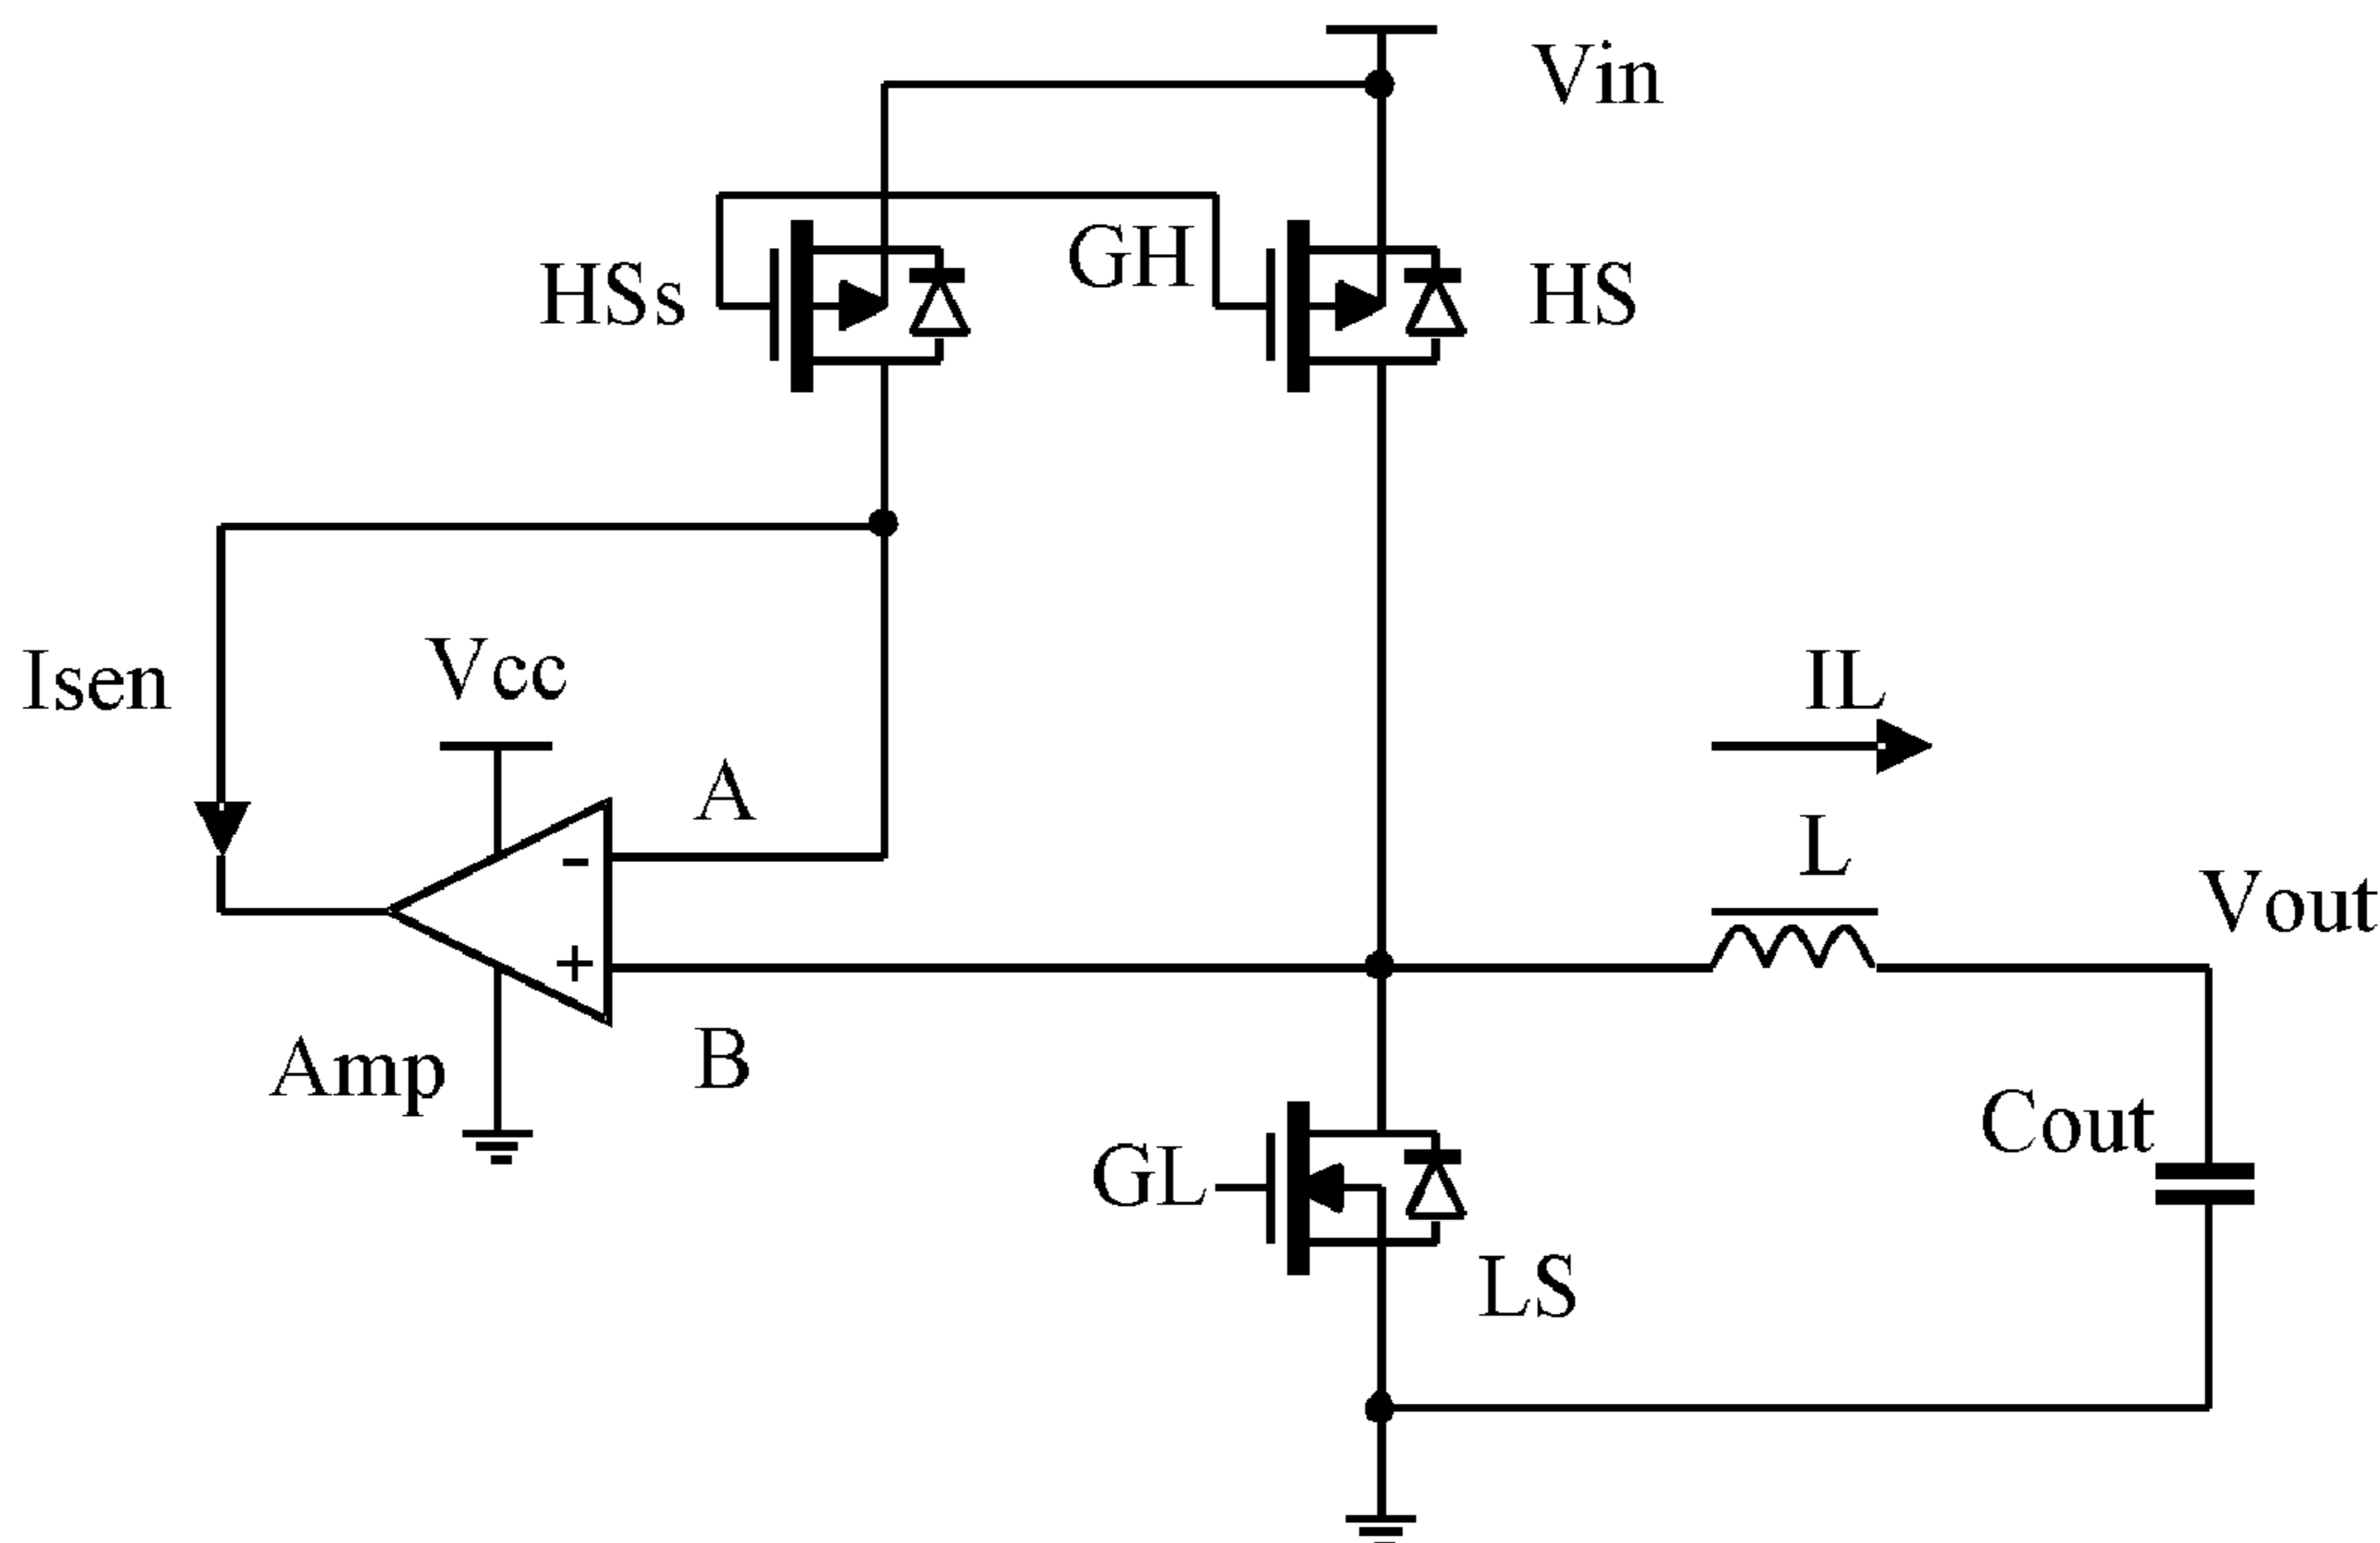 Vin
GH
HSs
HS
Isen
Vcc
IL
A
L
Vout
-
+
Amp
B
Cout
GL
LS